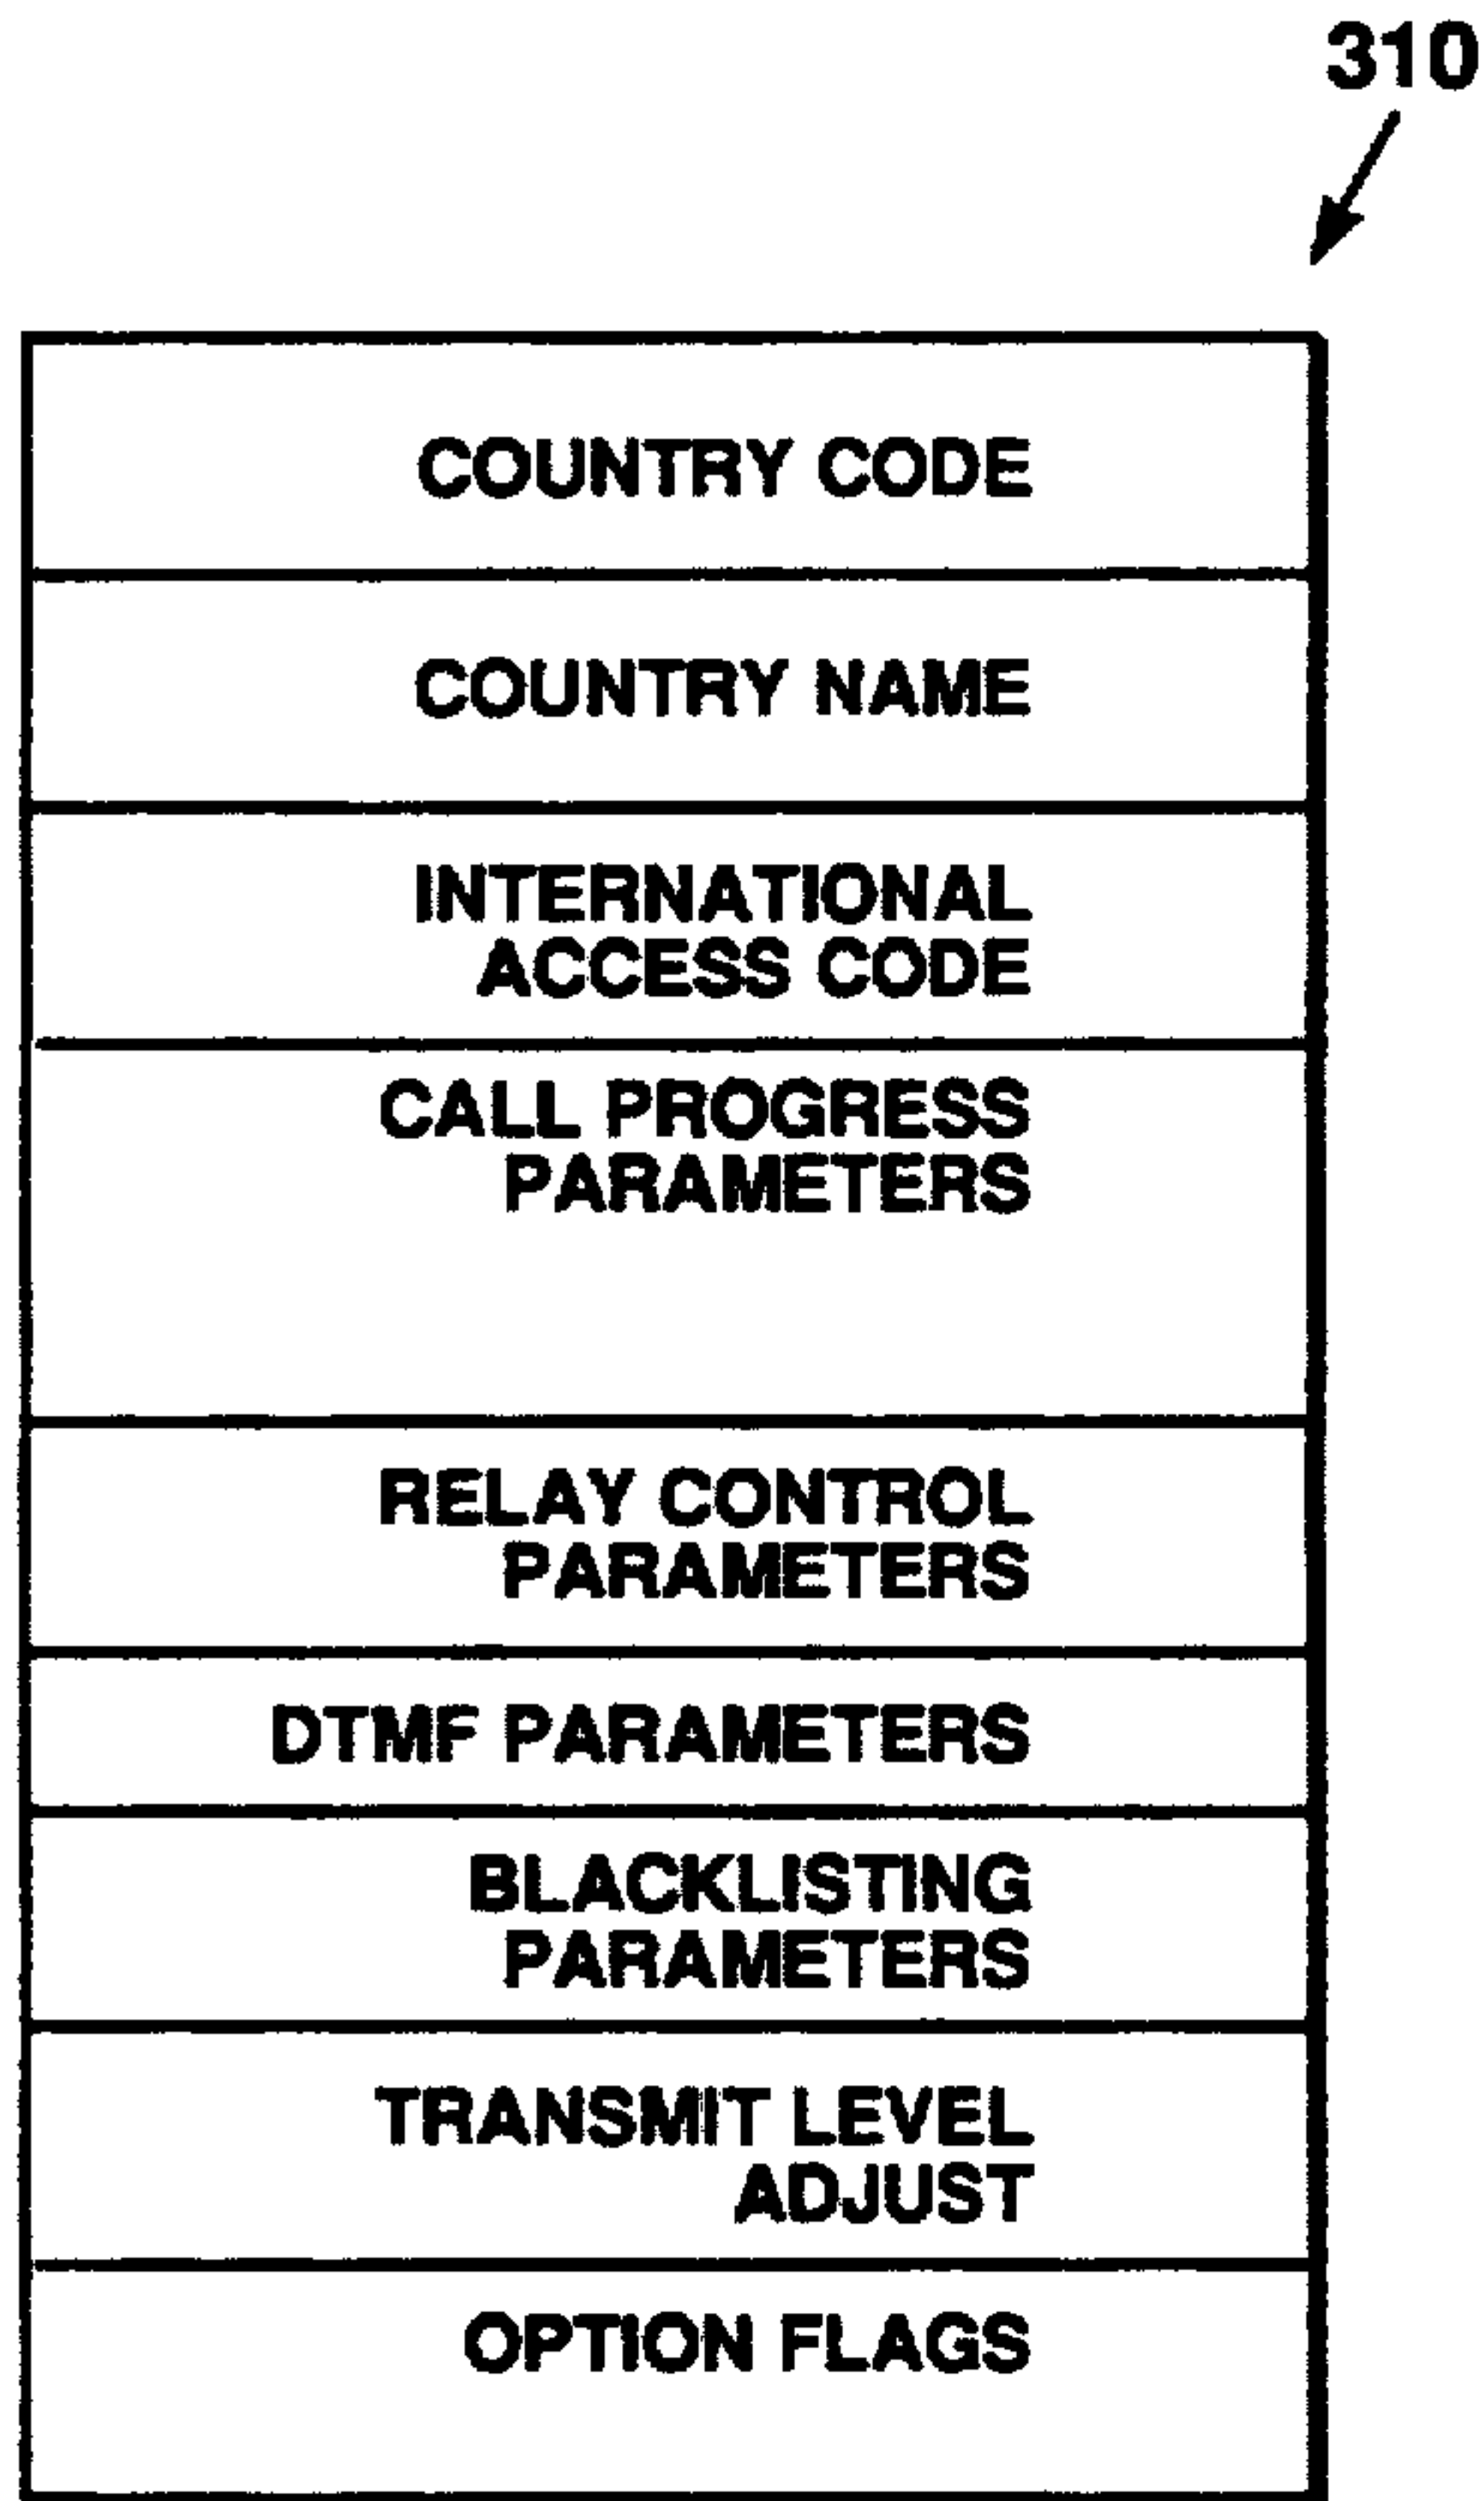 310
COUNTRY CODE
COUNTRY NAME
INTERNATIONAL
ACCESS CODE
CALL PROGRESS
PARAMETERS
RELAY CONTROL
PARAMETERS
DTMF PARAMETERS
BLACKLISTING
PARAMETERS
TRANSMIT LEVEL
ADJUST
OPTION FLAGS